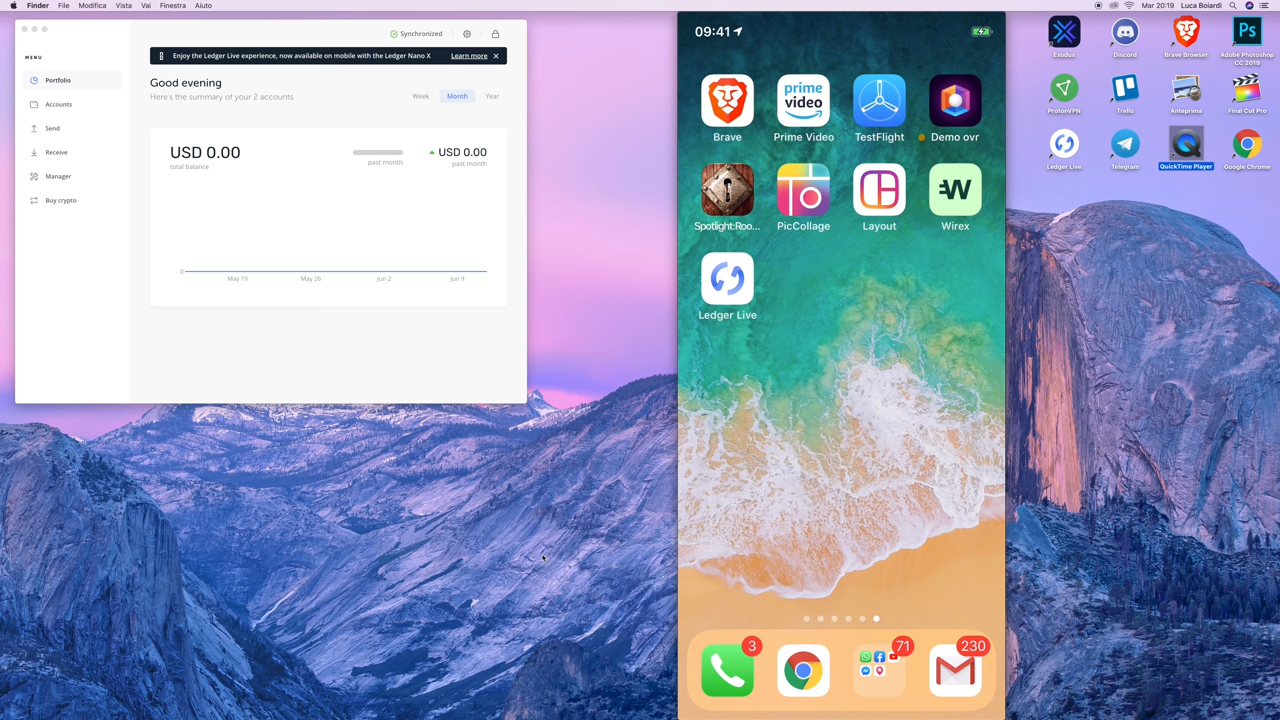 Finder File Modifica Vista Vai Finestra Aiuto
Mar 20:19 Luca Boiardi
Synchronized
MENU
Enjoy the Ledger Live experience, now available on mobile with the Ledger Nano X Learn more
Portfolio
Accounts
Send
Receive
Manager
Buy crypto
Good evening
Here's the summary of your 2 accounts
Week Month Year
USD 0.00
total balance
past month
USD 0.00
past month
0
May 19 May 26 Jun 2 Jun 9
09:41
prime video
Brave Prime Video TestFlight Demo ovr
Spotlight:Roo... PicCollage Layout Wirex
Ledger Live
3 71 230
Ps
Exodus Discord Brave Browser Adobe Photoshop CC 2019
ProtonVPN Trello Anteprima Final Cut Pro
Ledger Live Telegram QuickTime Player Google Chrome